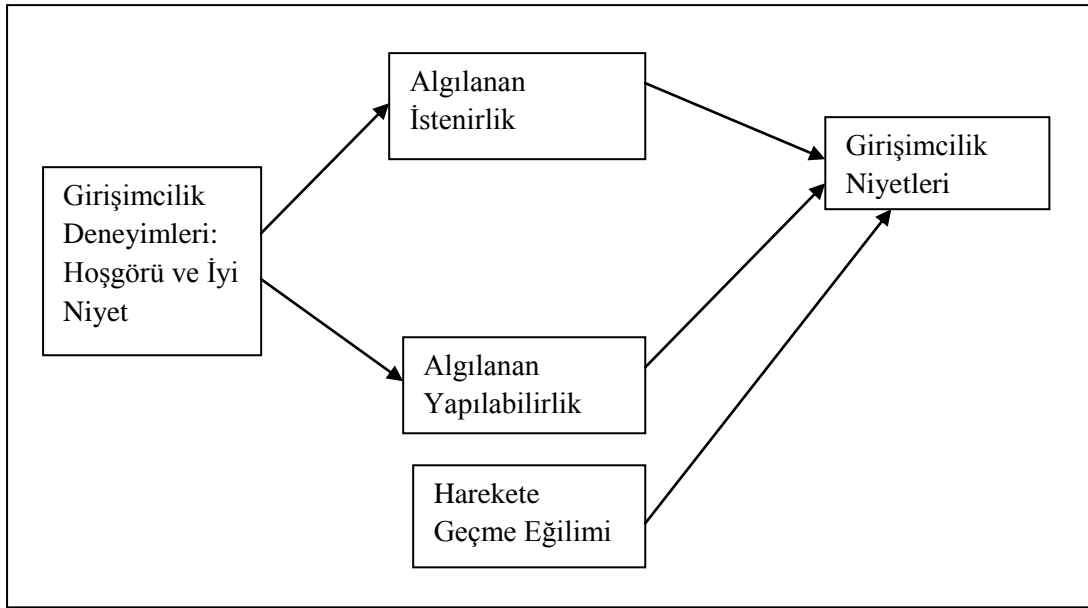 Girişimcilik
Deneyimleri:
Hoşgörü ve İyi
Niyet
Algılanan
İstenirlik
Algılanan
Yapılabilirlik
Harekete
Geçme Eğilimi
Girişimcilik
Niyetleri